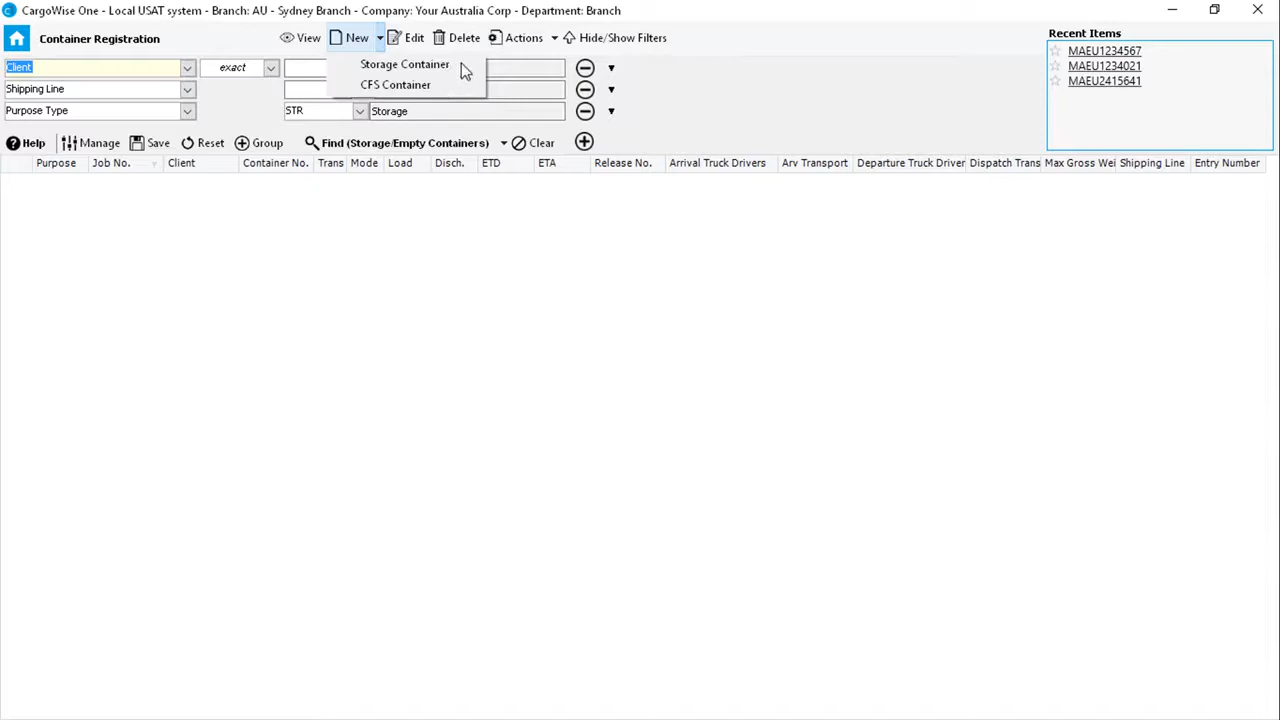 CargoWise One - Local USAT system - Branch: AU - Sydney Branch - Company: Your Australia Corp - Department: Branch
Container Registration
View New Edit Delete Actions Hide/Show Filters
Recent Items
MAEU1234567
MAEU1234021
MAEU2415641
Storage Container
CFS Container
Client exact
Shipping Line
Purpose Type STR Storage
Help Manage Save Reset Group Find (Storage/Empty Containers) Clear
Purpose Job No. Client Container No. Trans Mode Load Disch. ETD ETA Release No. Arrival Truck Drivers Arv Transport Departure Truck Driver Dispatch Trans Max Gross Wei Shipping Line Entry Number